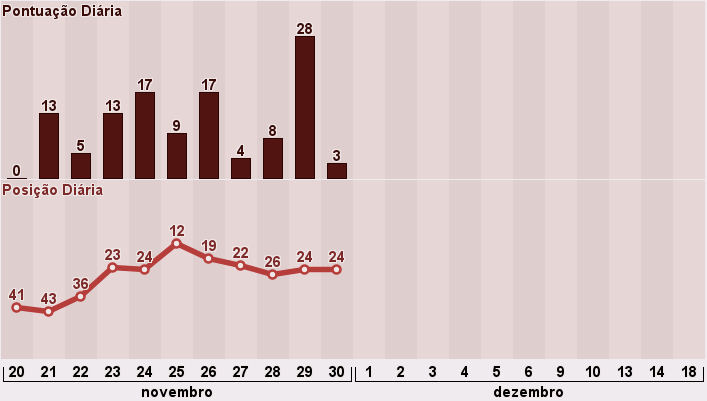 Pontuação Diária
0 13 5 13 17 9 17 4 8 28 3
Posição Diária
41 43 36 23 24 12 19 22 26 24 24
20 21 22 23 24 25 26 27 28 29 30 1 2 3 4 5 6 9 10 13 14 18
novembro dezembro